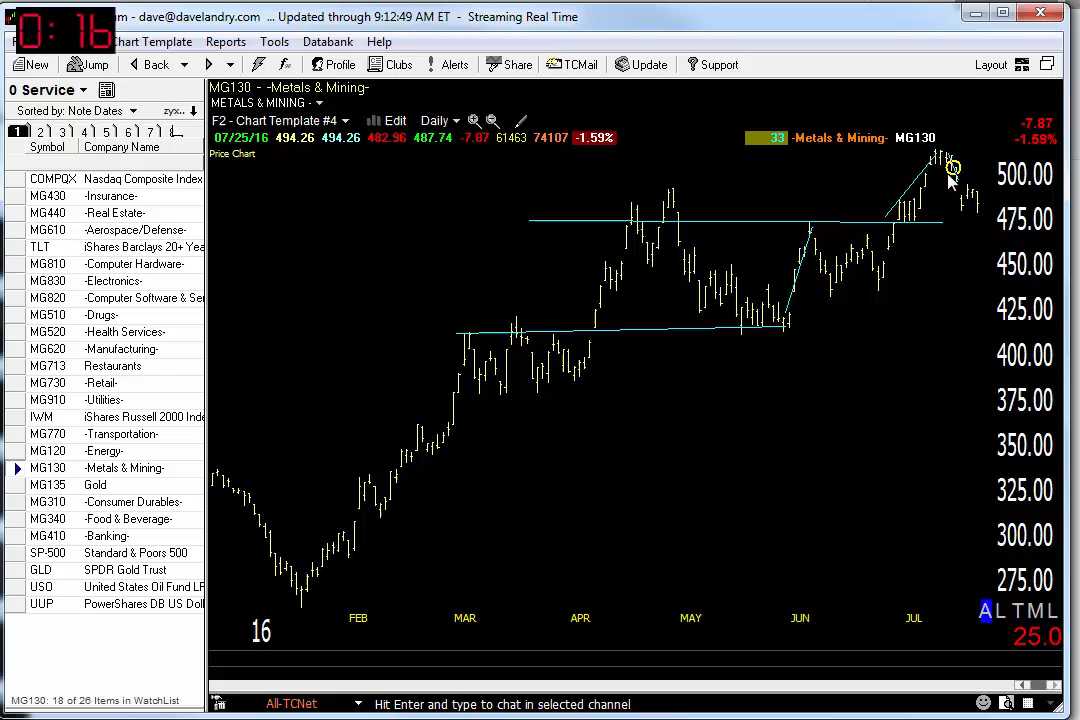 0: 16
m - dave@davelandry.com ... Updated through 9:12:49 AM ET - Streaming Real Time
Chart Template Reports Tools Databank Help
New Jump Back Profile Clubs Alerts Share TCMail Update Support Layout
0 Service
Sorted by: Note Dates zyx..
1 2 3 4 5 6 7
Symbol Company Name
COMPQX Nasdaq Composite Index
MG430 -Insurance-
MG440 -Real Estate-
MG610 -Aerospace/Defense-
TLT iShares Barclays 20+ Yea
MG810 -Computer Hardware-
MG830 -Electronics-
MG820 -Computer Software & Se
MG510 -Drugs-
MG520 -Health Services-
MG620 -Manufacturing-
MG713 Restaurants
MG730 -Retail-
MG910 -Utilities-
IWM iShares Russell 2000 Inde
MG770 -Transportation-
MG120 -Energy-
MG130 -Metals & Mining-
MG135 Gold
MG310 -Consumer Durables-
MG340 -Food & Beverage-
MG410 -Banking-
SP-500 Standard & Poors 500
GLD SPDR Gold Trust
USO United States Oil Fund LF
UUP PowerShares DB US Doll
MG130: 18 of 26 Items in WatchList
MG130 - -Metals & Mining-
METALS & MINING -
F2 - Chart Template #4 Edit Daily
07/25/16 494.26 494.26 482.96 487.74 -7.87 61463 74107 -1.59% 33 -Metals & Mining- MG130
-7.87
-1.59%
Price Chart
500.00
475.00
450.00
425.00
400.00
375.00
350.00
325.00
300.00
275.00
A L T M L
25.0
16 FEB MAR APR MAY JUN JUL
All-TCNet Hit Enter and type to chat in selected channel